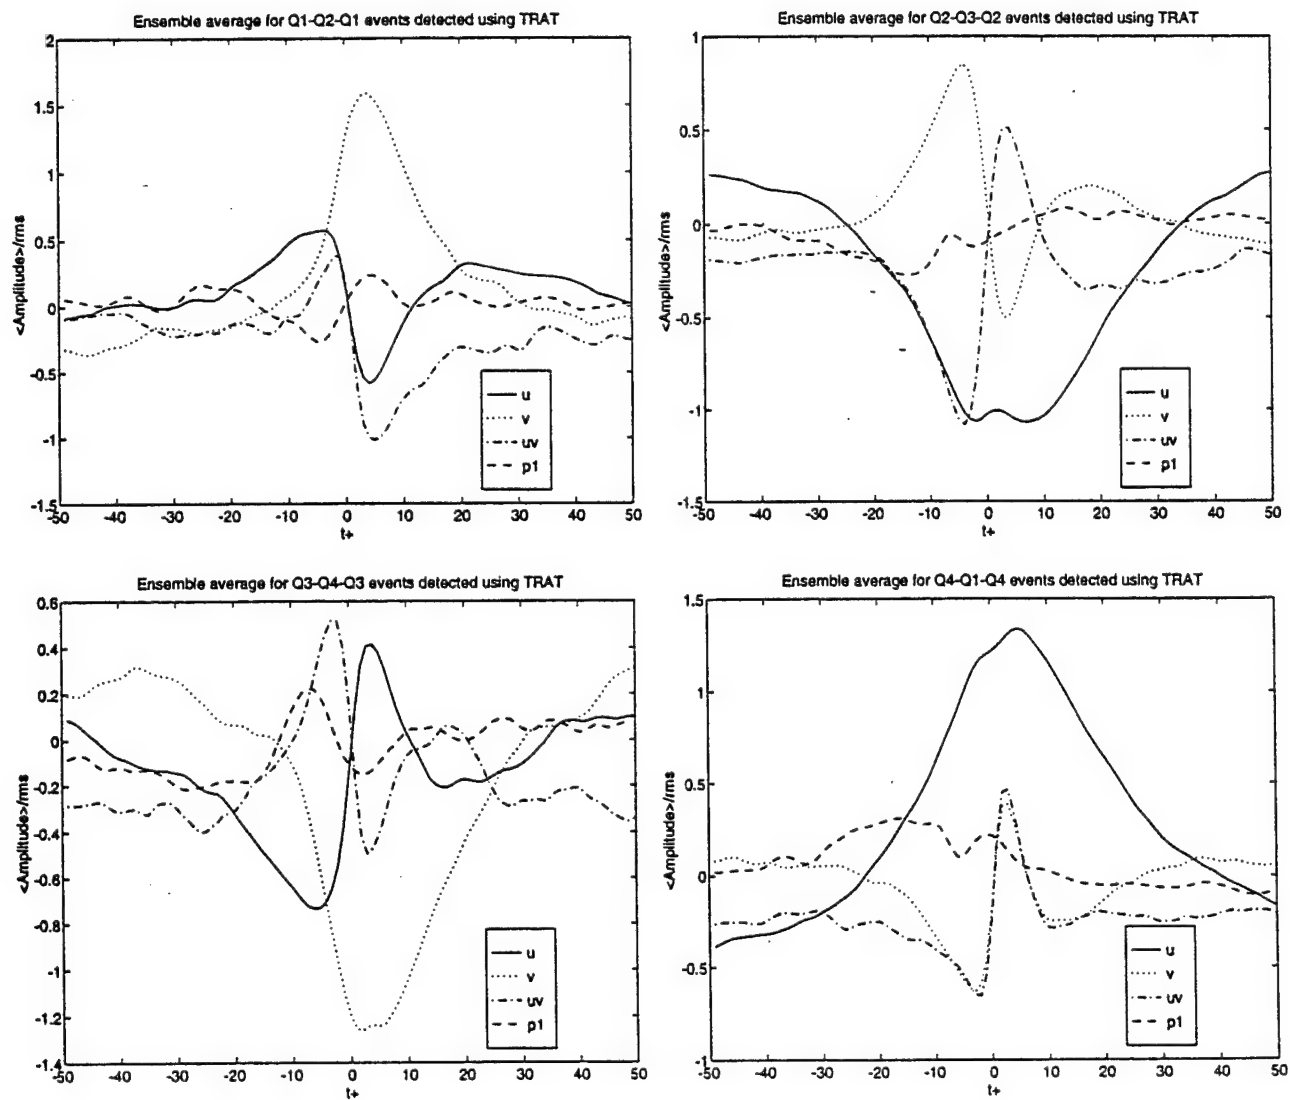 Ensemble average for Q1-Q2-Q1 events detected using TRAT
2
1.5
1
0.5
0
-0.5
-1
-1.5
<Amplitude>/rms
-50 -40 -30 -20 -10 0 10 20 30 40 50
t+
u
v
uv
p1
Ensemble average for Q2-Q3-Q2 events detected using TRAT
1
0.5
0
-0.5
-1
-1.5
<Amplitude>/rms
-50 -40 -30 -20 -10 0 10 20 30 40 50
t+
u
v
uv
p1
Ensemble average for Q3-Q4-Q3 events detected using TRAT
0.6
0.4
0.2
0
-0.2
-0.4
-0.6
-0.8
-1
-1.2
-1.4
<Amplitude>/rms
-50 -40 -30 -20 -10 0 10 20 30 40 50
t+
u
v
uv
p1
Ensemble average for Q4-Q1-Q4 events detected using TRAT
1.5
1
0.5
0
-0.5
-1
<Amplitude>/rms
-50 -40 -30 -20 -10 0 10 20 30 40 50
t+
u
v
uv
p1